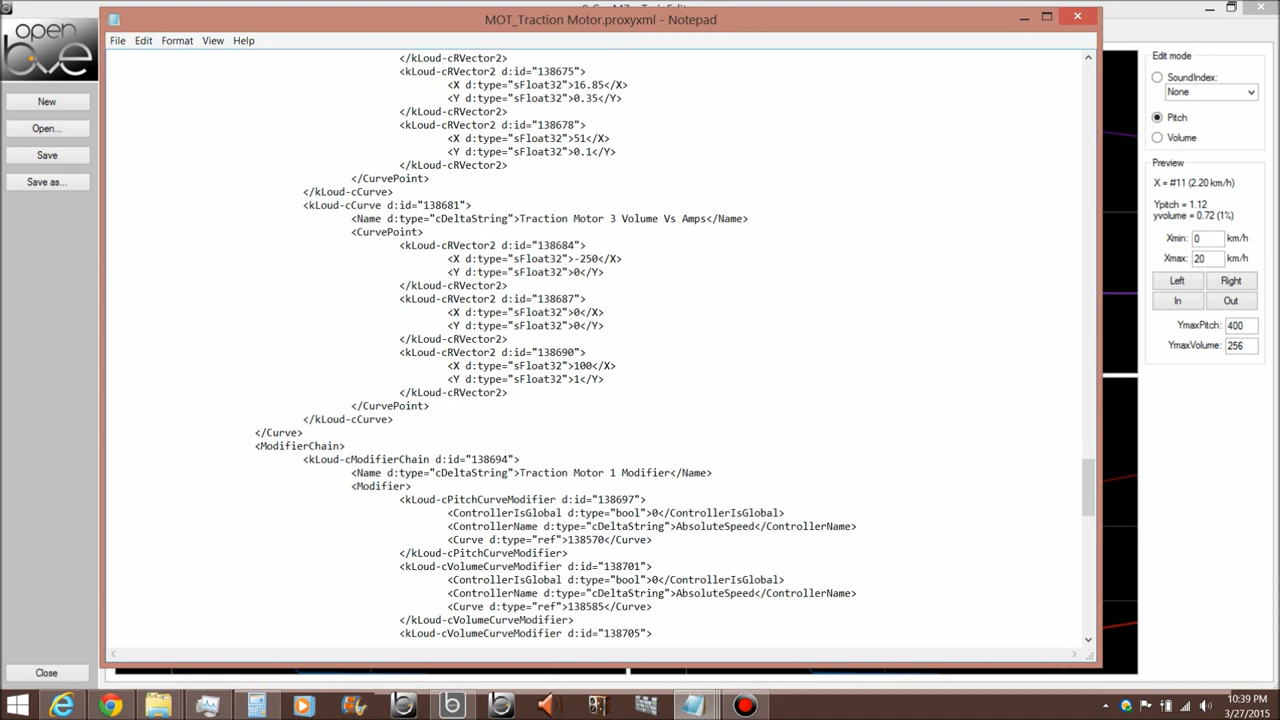 MOT_Traction Motor.proxyxml - Notepad
open
bve
New
Open...
Save
Save as...
Close
File Edit Format View Help
</kLoud-cRVector2>
<kLoud-cRVector2 d:id="138675">
<X d:type="sFloat32">16.85</X>
<Y d:type="sFloat32">0.35</Y>
</kLoud-cRVector2>
<kLoud-cRVector2 d:id="138678">
<X d:type="sFloat32">51</X>
<Y d:type="sFloat32">0.1</Y>
</kLoud-cRVector2>
</CurvePoint>
</kLoud-cCurve>
<kLoud-cCurve d:id="138681">
<Name d:type="cDeltaString">Traction Motor 3 Volume Vs Amps</Name>
<CurvePoint>
<kLoud-cRVector2 d:id="138684">
<X d:type="sFloat32">-250</X>
<Y d:type="sFloat32">0</Y>
</kLoud-cRVector2>
<kLoud-cRVector2 d:id="138687">
<X d:type="sFloat32">0</X>
<Y d:type="sFloat32">0</Y>
</kLoud-cRVector2>
<kLoud-cRVector2 d:id="138690">
<X d:type="sFloat32">100</X>
<Y d:type="sFloat32">1</Y>
</kLoud-cRVector2>
</CurvePoint>
</kLoud-cCurve>
</Curve>
<ModifierChain>
<kLoud-cModifierChain d:id="138694">
<Name d:type="cDeltaString">Traction Motor 1 Modifier</Name>
<Modifier>
<kLoud-cPitchCurveModifier d:id="138697">
<ControllerIsGlobal d:type="bool">0</ControllerIsGlobal>
<ControllerName d:type="cDeltaString">AbsoluteSpeed</ControllerName>
<Curve d:type="ref">138570</Curve>
</kLoud-cPitchCurveModifier>
<kLoud-cVolumeCurveModifier d:id="138701">
<ControllerIsGlobal d:type="bool">0</ControllerIsGlobal>
<ControllerName d:type="cDeltaString">AbsoluteSpeed</ControllerName>
<Curve d:type="ref">138585</Curve>
</kLoud-cVolumeCurveModifier>
<kLoud-cVolumeCurveModifier d:id="138705">
Edit mode
SoundIndex:
None
Pitch
Volume
Preview
X = #11 (2.20 km/h)
Ypitch = 1.12
yvolume = 0.72 (1%)
Xmin: 0 km/h
Xmax: 20 km/h
Left Right
In Out
YmaxPitch: 400
YmaxVolume: 256
10:39 PM
3/27/2015